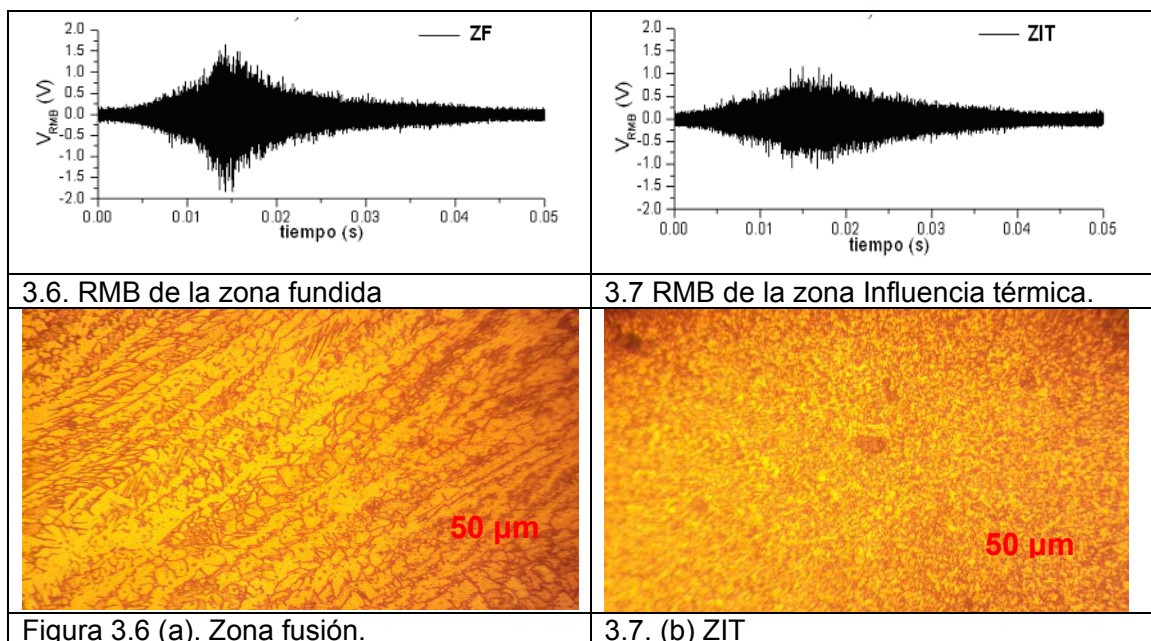 ZF
2.0
1.5
1.0
0.5
0.0
-0.5
-1.0
-1.5
-2.0
V_RMB (V)
0.00 0.01 0.02 0.03 0.04 0.05
tiempo (s)
ZIT
2.0
1.5
1.0
0.5
0.0
-0.5
-1.0
-1.5
-2.0
V_RMB (V)
0.00 0.01 0.02 0.03 0.04 0.05
tiempo (s)
3.6. RMB de la zona fundida
3.7 RMB de la zona Influencia térmica.
50 µm
50 µm
Figura 3.6 (a). Zona fusión.
3.7. (b) ZIT